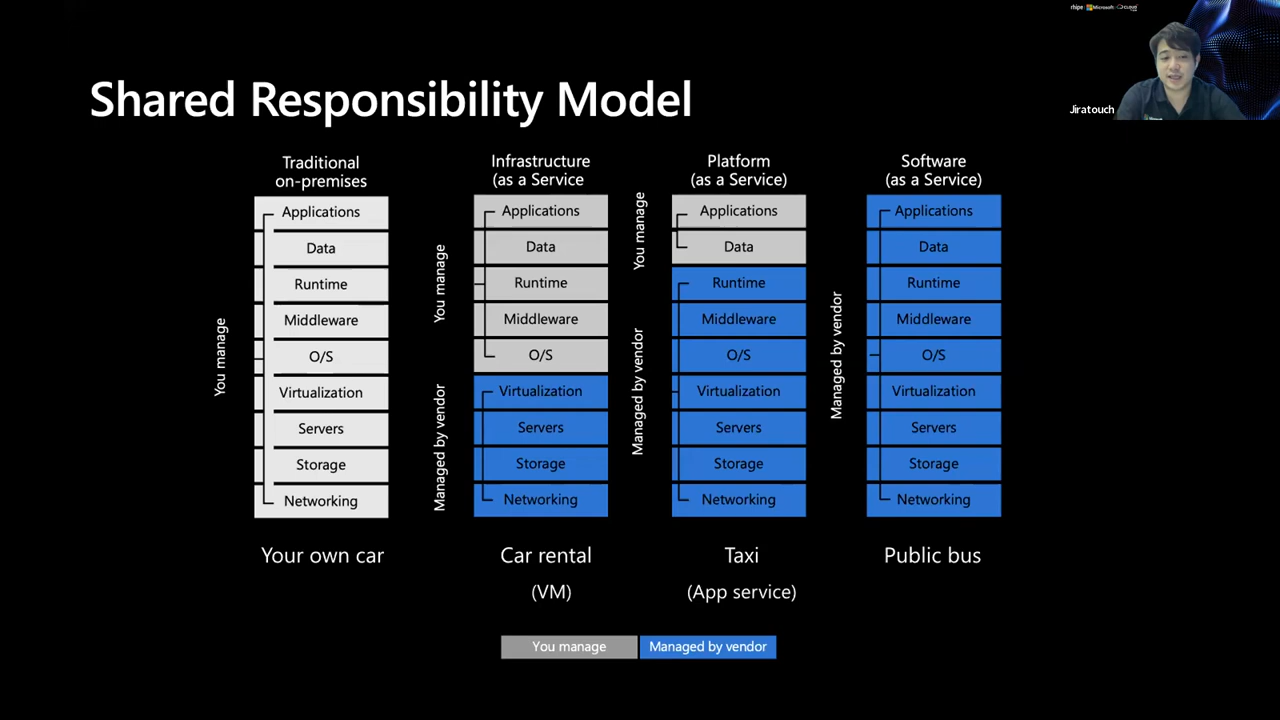 rhipe Microsoft CLOUD
Jiratouch
Shared Responsibility Model
Traditional
on-premises
You manage
Applications
Data
Runtime
Middleware
O/S
Virtualization
Servers
Storage
Networking
Your own car
Infrastructure
(as a Service
You manage
Managed by vendor
Applications
Data
Runtime
Middleware
O/S
Virtualization
Servers
Storage
Networking
Car rental
(VM)
Platform
(as a Service)
You manage
Managed by vendor
Applications
Data
Runtime
Middleware
O/S
Virtualization
Servers
Storage
Networking
Taxi
(App service)
Software
(as a Service)
Managed by vendor
Applications
Data
Runtime
Middleware
O/S
Virtualization
Servers
Storage
Networking
Public bus
You manage
Managed by vendor